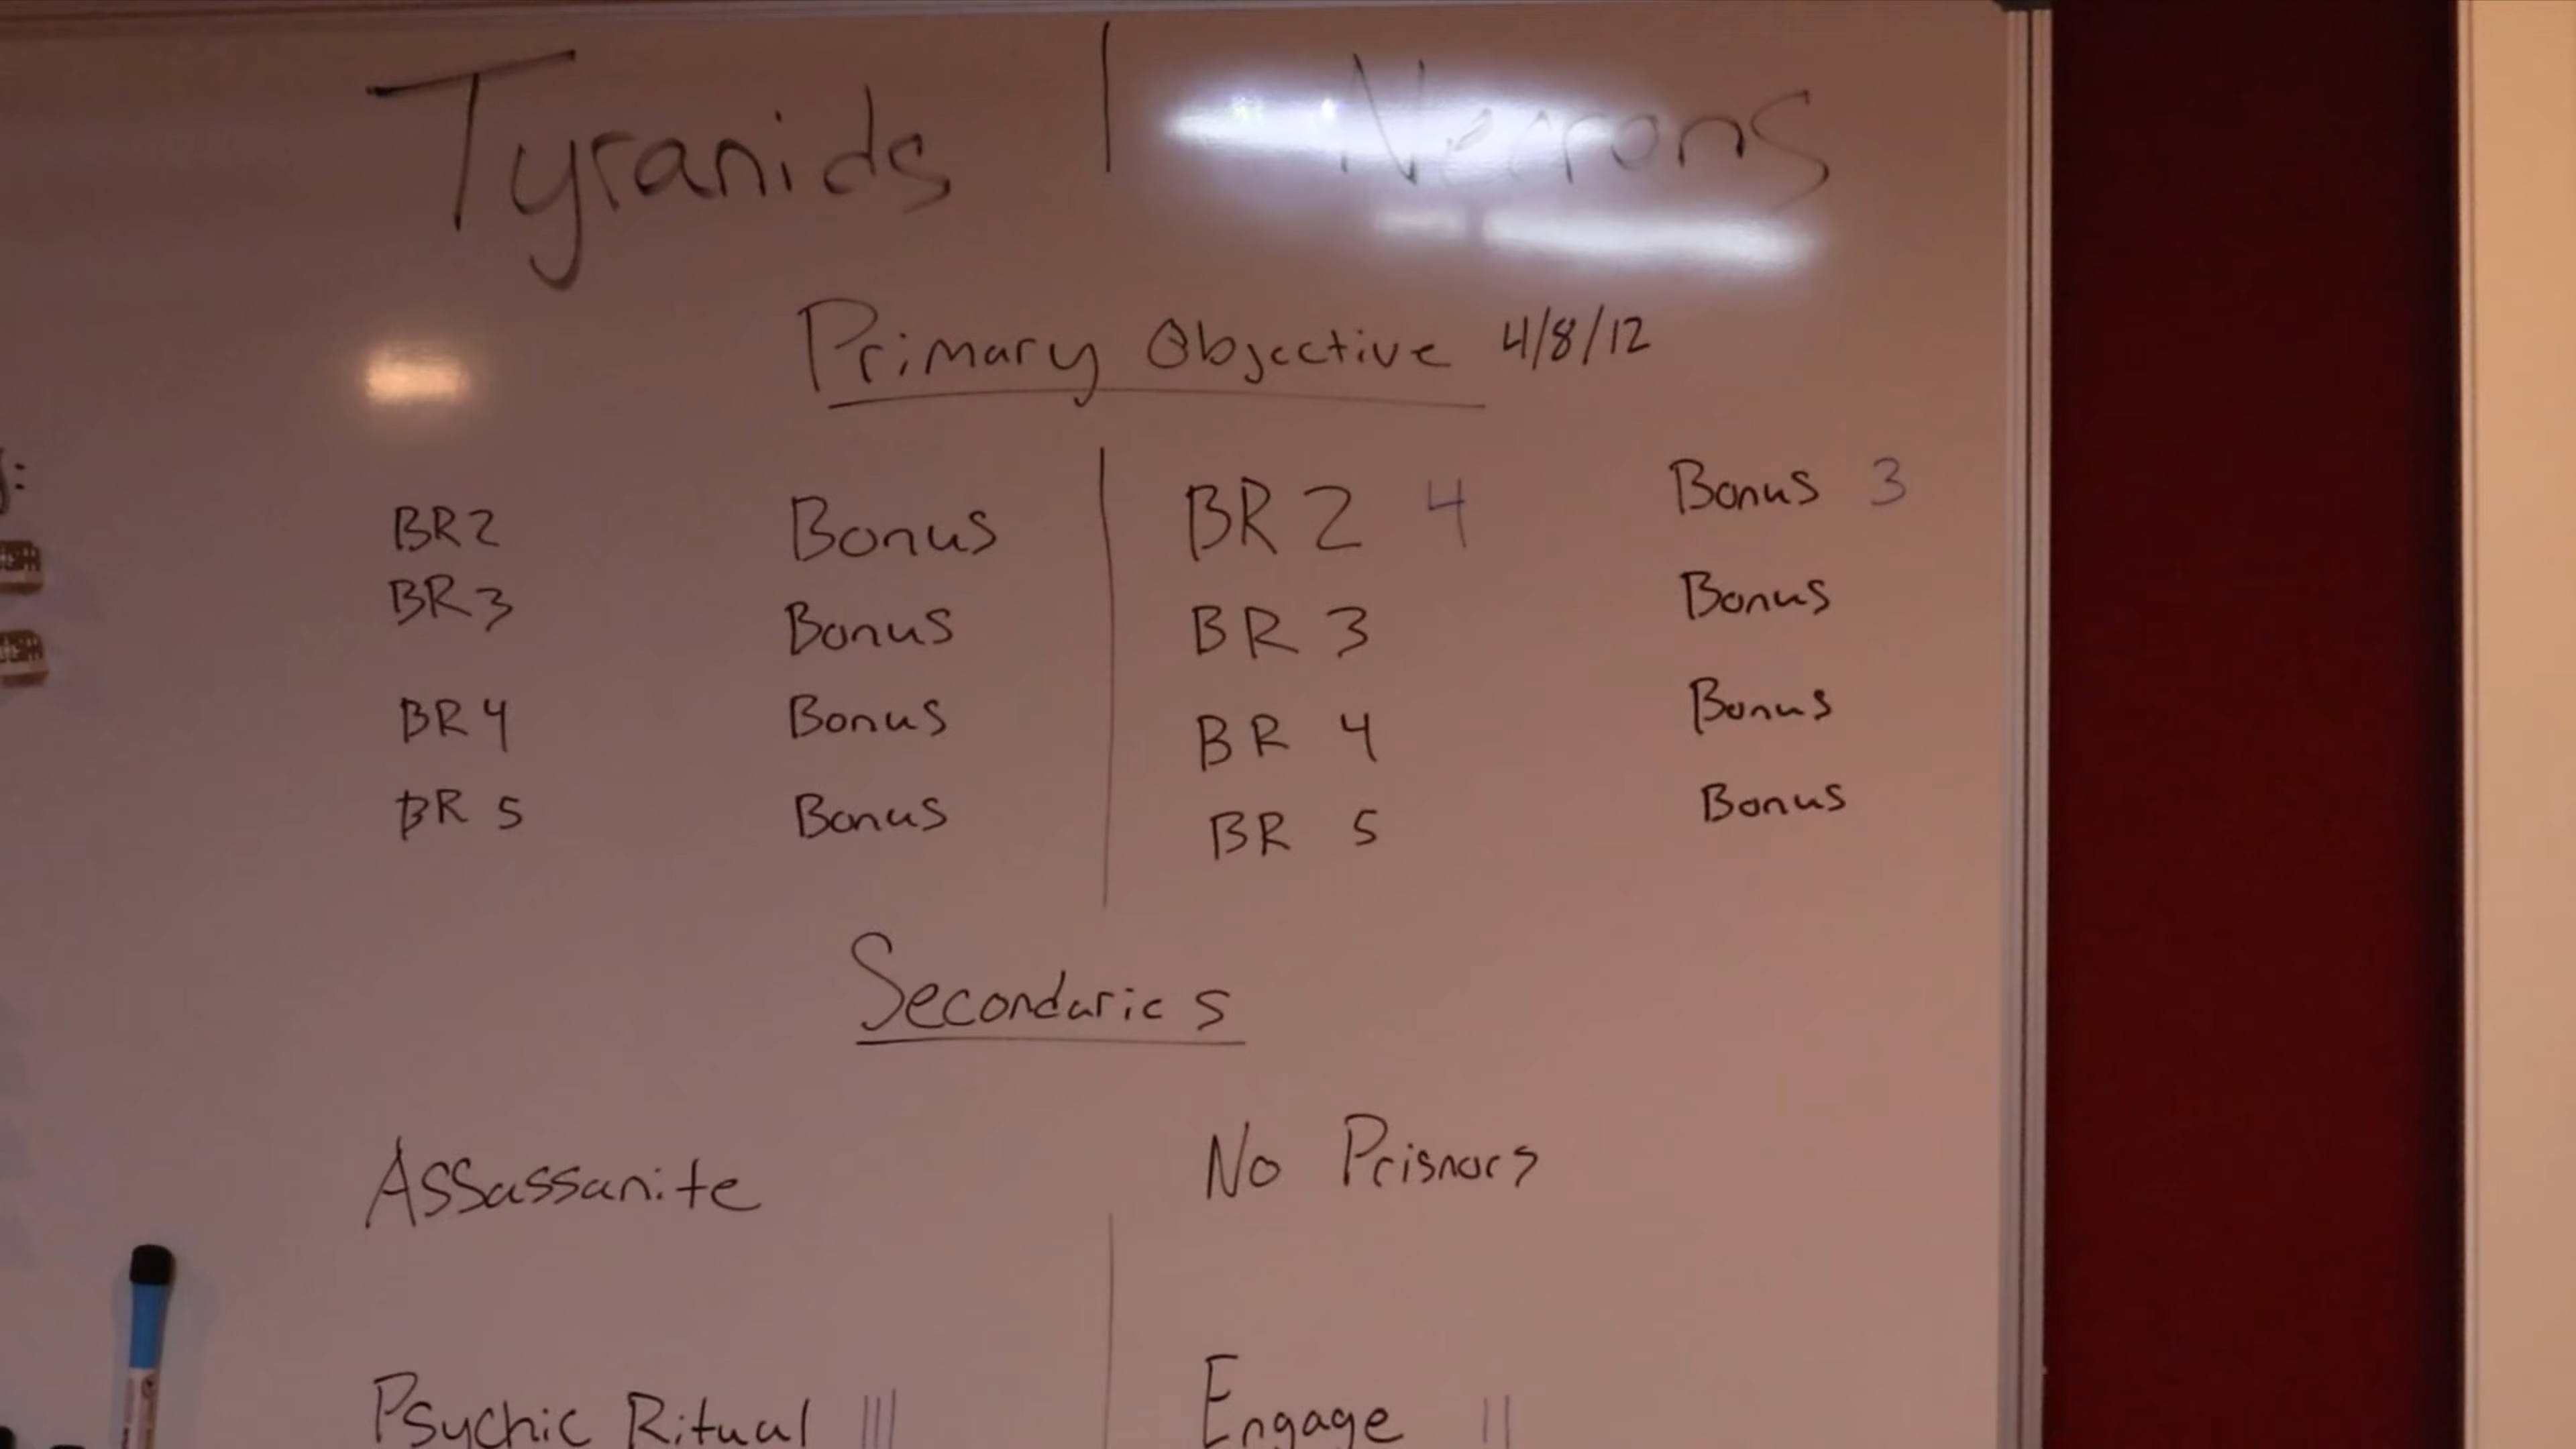 Tyranids | Necrons
Primary Objective 4/8/12
BR2 Bonus BR 2 4 Bonus 3
BR3 Bonus BR 3 Bonus
BR4 Bonus BR 4 Bonus
BR 5 Bonus BR 5 Bonus
Secondaries
Assassanite No Prisnors
Psychic Ritual ||| Engage ||